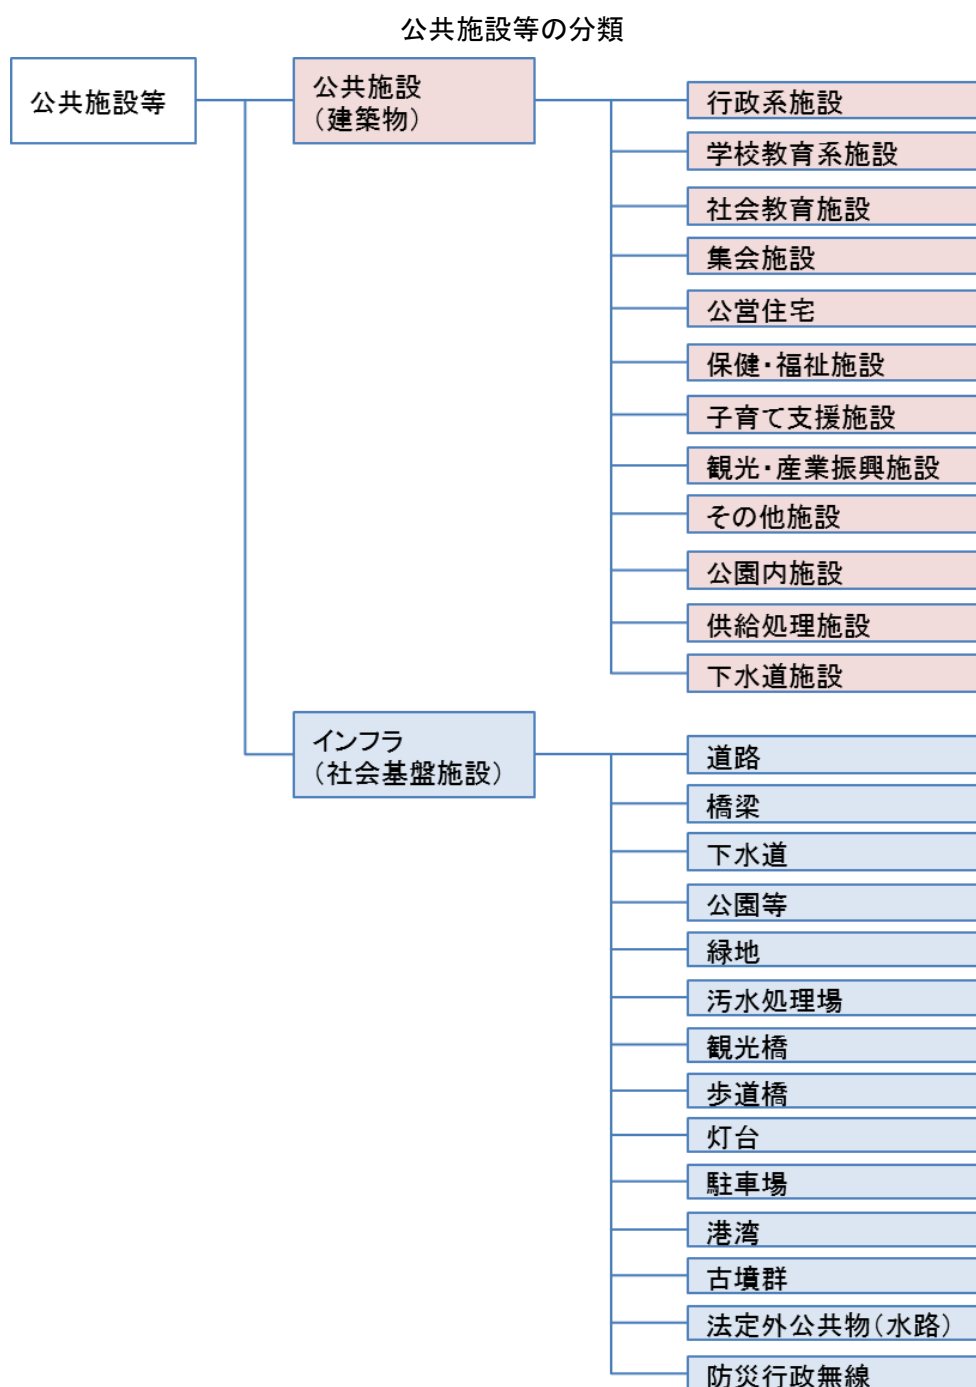 公共施設等の分類
公共施設等
公共施設
（建築物）
行政系施設
学校教育系施設
社会教育施設
集会施設
公営住宅
保健・福祉施設
子育て支援施設
観光・産業振興施設
その他施設
公園内施設
供給処理施設
下水道施設
インフラ
（社会基盤施設）
道路
橋梁
下水道
公園等
緑地
汚水処理場
観光橋
歩道橋
灯台
駐車場
港湾
古墳群
法定外公共物（水路）
防災行政無線